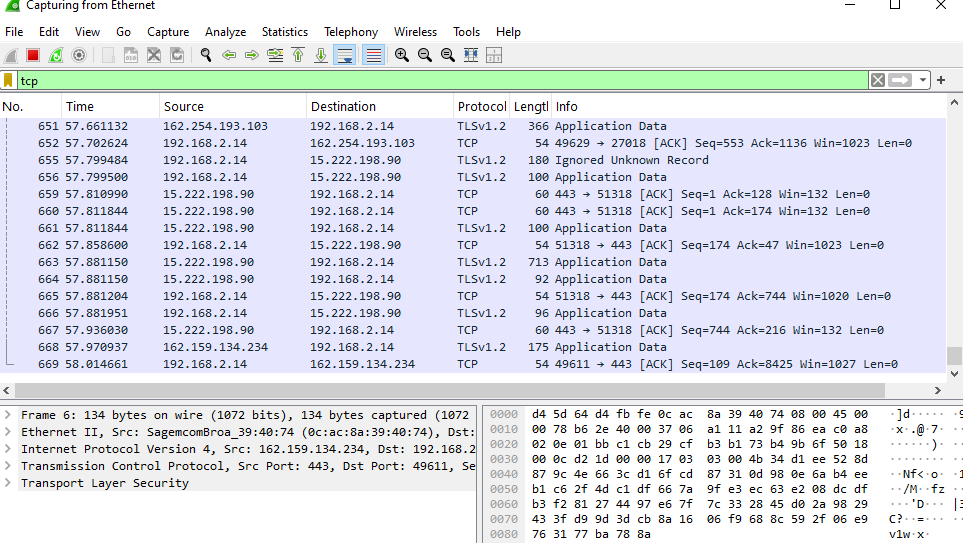 Capturing from Ethernet
File Edit View Go Capture Analyze Statistics Telephony Wireless Tools Help
tcp
No. Time Source Destination Protocol Lengtl Info
651 57.661132 162.254.193.103 192.168.2.14 TLSv1.2 366 Application Data
652 57.702624 192.168.2.14 162.254.193.103 TCP 54 49629 → 27018 [ACK] Seq=553 Ack=1136 Win=1023 Len=0
655 57.799484 192.168.2.14 15.222.198.90 TLSv1.2 180 Ignored Unknown Record
656 57.799500 192.168.2.14 15.222.198.90 TLSv1.2 100 Application Data
659 57.810990 15.222.198.90 192.168.2.14 TCP 60 443 → 51318 [ACK] Seq=1 Ack=128 Win=132 Len=0
660 57.811844 15.222.198.90 192.168.2.14 TCP 60 443 → 51318 [ACK] Seq=1 Ack=174 Win=132 Len=0
661 57.811844 15.222.198.90 192.168.2.14 TLSv1.2 100 Application Data
662 57.858600 192.168.2.14 15.222.198.90 TCP 54 51318 → 443 [ACK] Seq=174 Ack=47 Win=1023 Len=0
663 57.881150 15.222.198.90 192.168.2.14 TLSv1.2 713 Application Data
664 57.881150 15.222.198.90 192.168.2.14 TLSv1.2 92 Application Data
665 57.881204 192.168.2.14 15.222.198.90 TCP 54 51318 → 443 [ACK] Seq=174 Ack=744 Win=1020 Len=0
666 57.881951 192.168.2.14 15.222.198.90 TLSv1.2 96 Application Data
667 57.936030 15.222.198.90 192.168.2.14 TCP 60 443 → 51318 [ACK] Seq=744 Ack=216 Win=132 Len=0
668 57.970937 162.159.134.234 192.168.2.14 TLSv1.2 175 Application Data
669 58.014661 192.168.2.14 162.159.134.234 TCP 54 49611 → 443 [ACK] Seq=109 Ack=8425 Win=1027 Len=0
Frame 6: 134 bytes on wire (1072 bits), 134 bytes captured (1072
Ethernet II, Src: SagemcomBroa_39:40:74 (0c:ac:8a:39:40:74), Dst:
Internet Protocol Version 4, Src: 162.159.134.234, Dst: 192.168.2
Transmission Control Protocol, Src Port: 443, Dst Port: 49611, Se
Transport Layer Security
0000 d4 5d 64 d4 fb fe 0c ac 8a 39 40 74 08 00 45 00 ·]d·····9
0010 00 78 b6 2e 40 00 37 06 a1 11 a2 9f 86 ea c0 a8 ·x·.@·7·
0020 02 0e 01 bb c1 cb 29 cf b3 b1 73 b4 9b 6f 50 18 ······)·
0030 00 0c d2 1d 00 00 17 03 03 00 4b 34 d1 ee 52 8d ········
0040 87 9c 4e 66 3c d1 6f cd 87 31 0d 98 0e 6a b4 ee ··Nf<·o··1
0050 b1 c6 2f 4d c1 df 66 7a 9f e3 ec 63 e2 08 dc df ··/M··fz
0060 b3 f2 81 27 44 97 e6 7f 7c 33 28 45 d0 2a 98 29 ···'D···|3
0070 43 3f d9 9d 3d cb 8a 16 06 f9 68 8c 59 2f 06 e9 C?··=···
0080 76 31 77 ba 78 8a v1w·x·